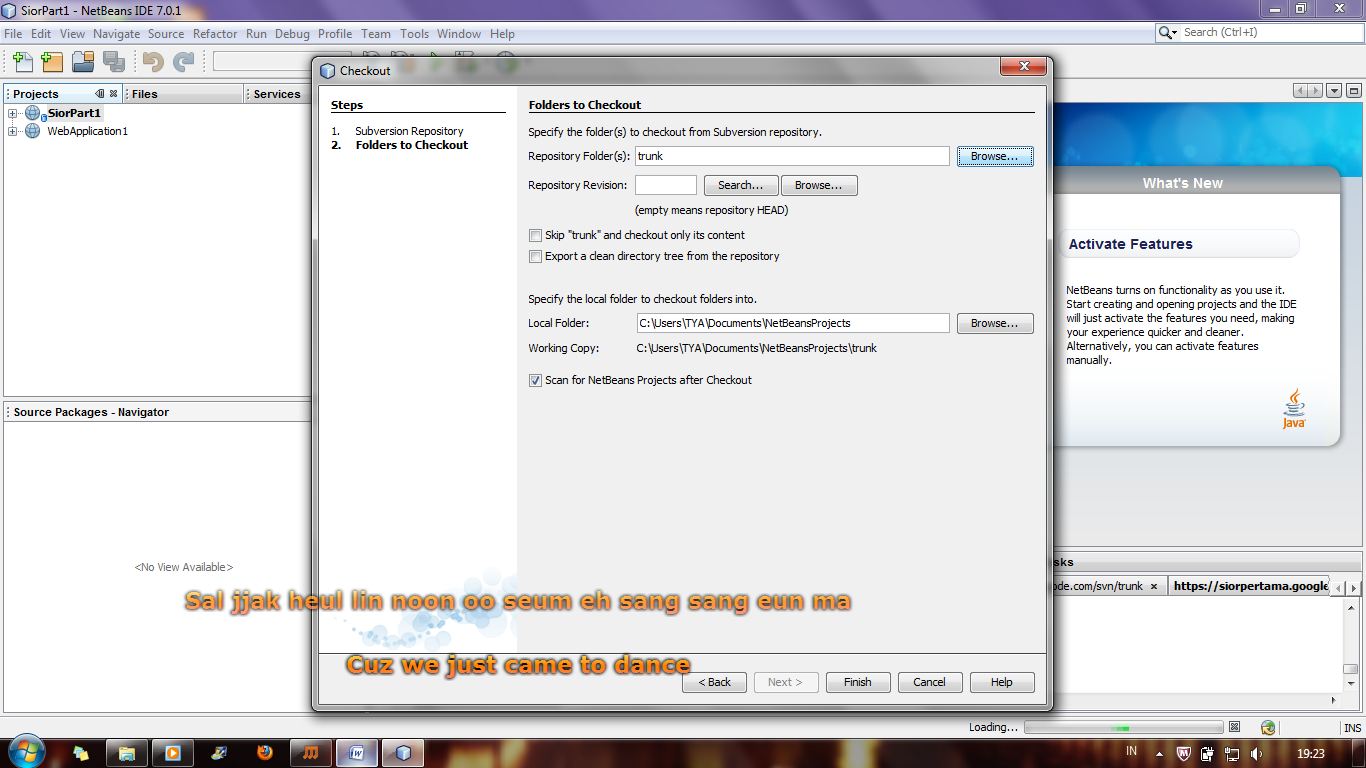 SiorPart1 - NetBeans IDE 7.0.1
File Edit View Navigate Source Refactor Run Debug Profile Team Tools Window Help
Search (Ctrl+I)
Projects
Files
Services
SiorPart1
WebApplication1
Source Packages - Navigator
<No View Available>
Checkout
Steps
1. Subversion Repository
2. Folders to Checkout
Folders to Checkout
Specify the folder(s) to checkout from Subversion repository.
Repository Folder(s): trunk Browse...
Repository Revision: Search... Browse...
(empty means repository HEAD)
Skip "trunk" and checkout only its content
Export a clean directory tree from the repository
Specify the local folder to checkout folders into.
Local Folder: C:\Users\TYA\Documents\NetBeansProjects Browse...
Working Copy: C:\Users\TYA\Documents\NetBeansProjects\trunk
Scan for NetBeans Projects after Checkout
Sal jjak heul lin noon oo seum eh sang sang eun ma
Cuz we just came to dance
< Back Next > Finish Cancel Help
What's New
Activate Features
NetBeans turns on functionality as you use it.
Start creating and opening projects and the IDE
will just activate the features you need, making
your experience quicker and cleaner.
Alternatively, you can activate features
manually.
Java
sks
ode.com/svn/trunk
https://siorpertama.google
Loading...
INS
IN
19:23